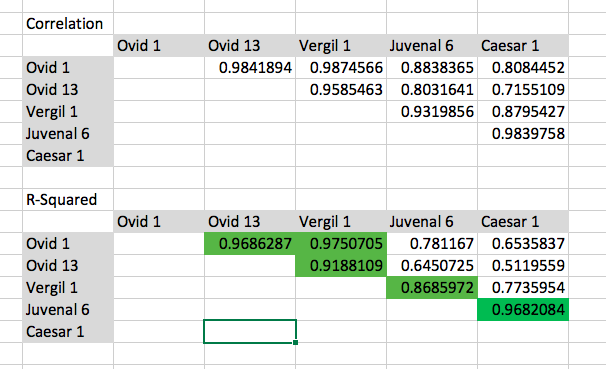 Correlation
Ovid 1 Ovid 13 Vergil 1 Juvenal 6 Caesar 1
Ovid 1 0.9841894 0.9874566 0.8838365 0.8084452
Ovid 13 0.9585463 0.8031641 0.7155109
Vergil 1 0.9319856 0.8795427
Juvenal 6 0.9839758
Caesar 1
R-Squared
Ovid 1 Ovid 13 Vergil 1 Juvenal 6 Caesar 1
Ovid 1 0.9686287 0.9750705 0.781167 0.6535837
Ovid 13 0.9188109 0.6450725 0.5119559
Vergil 1 0.8685972 0.7735954
Juvenal 6 0.9682084
Caesar 1